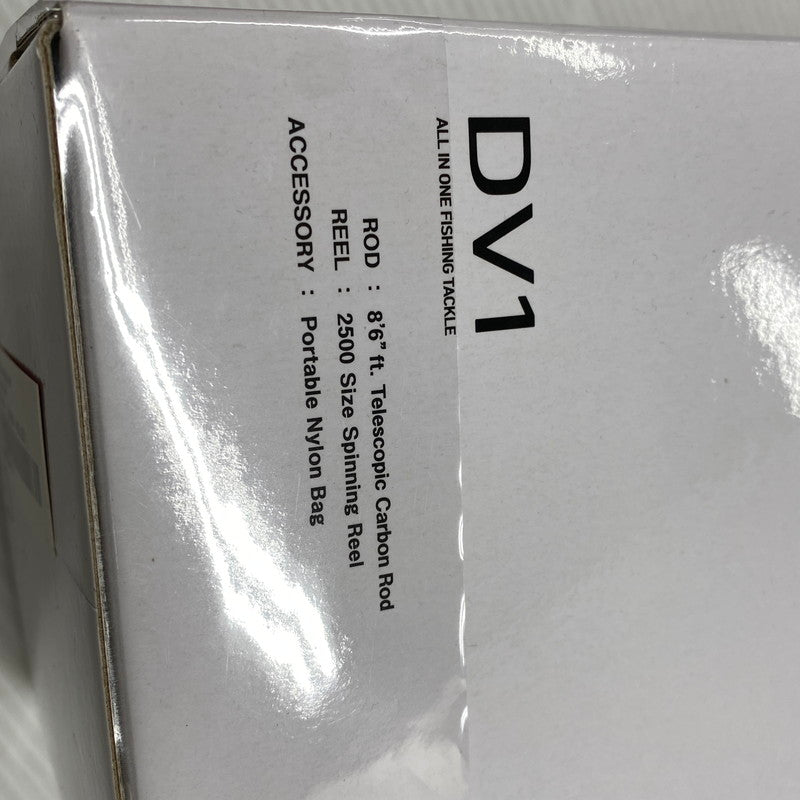 DV1
ALL IN ONE FISHING TACKLE
ROD : 8'6" ft. Telescopic Carbon Rod
REEL : 2500 Size Spinning Reel
ACCESSORY : Portable Nylon Bag